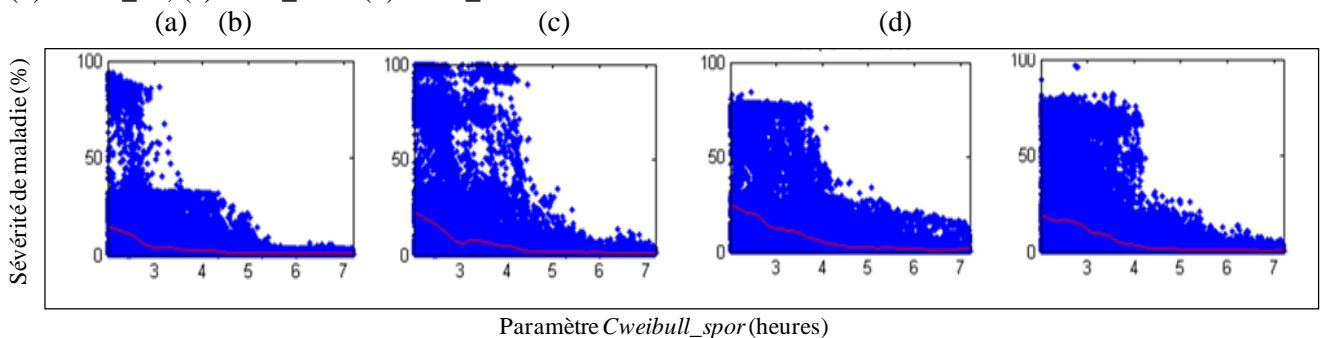 (a) (b) (c) (d)
Sévérité de maladie (%)
100 100 100 100
50 50 50 50
0 0 0 0
3 4 5 6 7 3 4 5 6 7 3 4 5 6 7 3 4 5 6 7
Paramètre Cweibull_spor (heures)